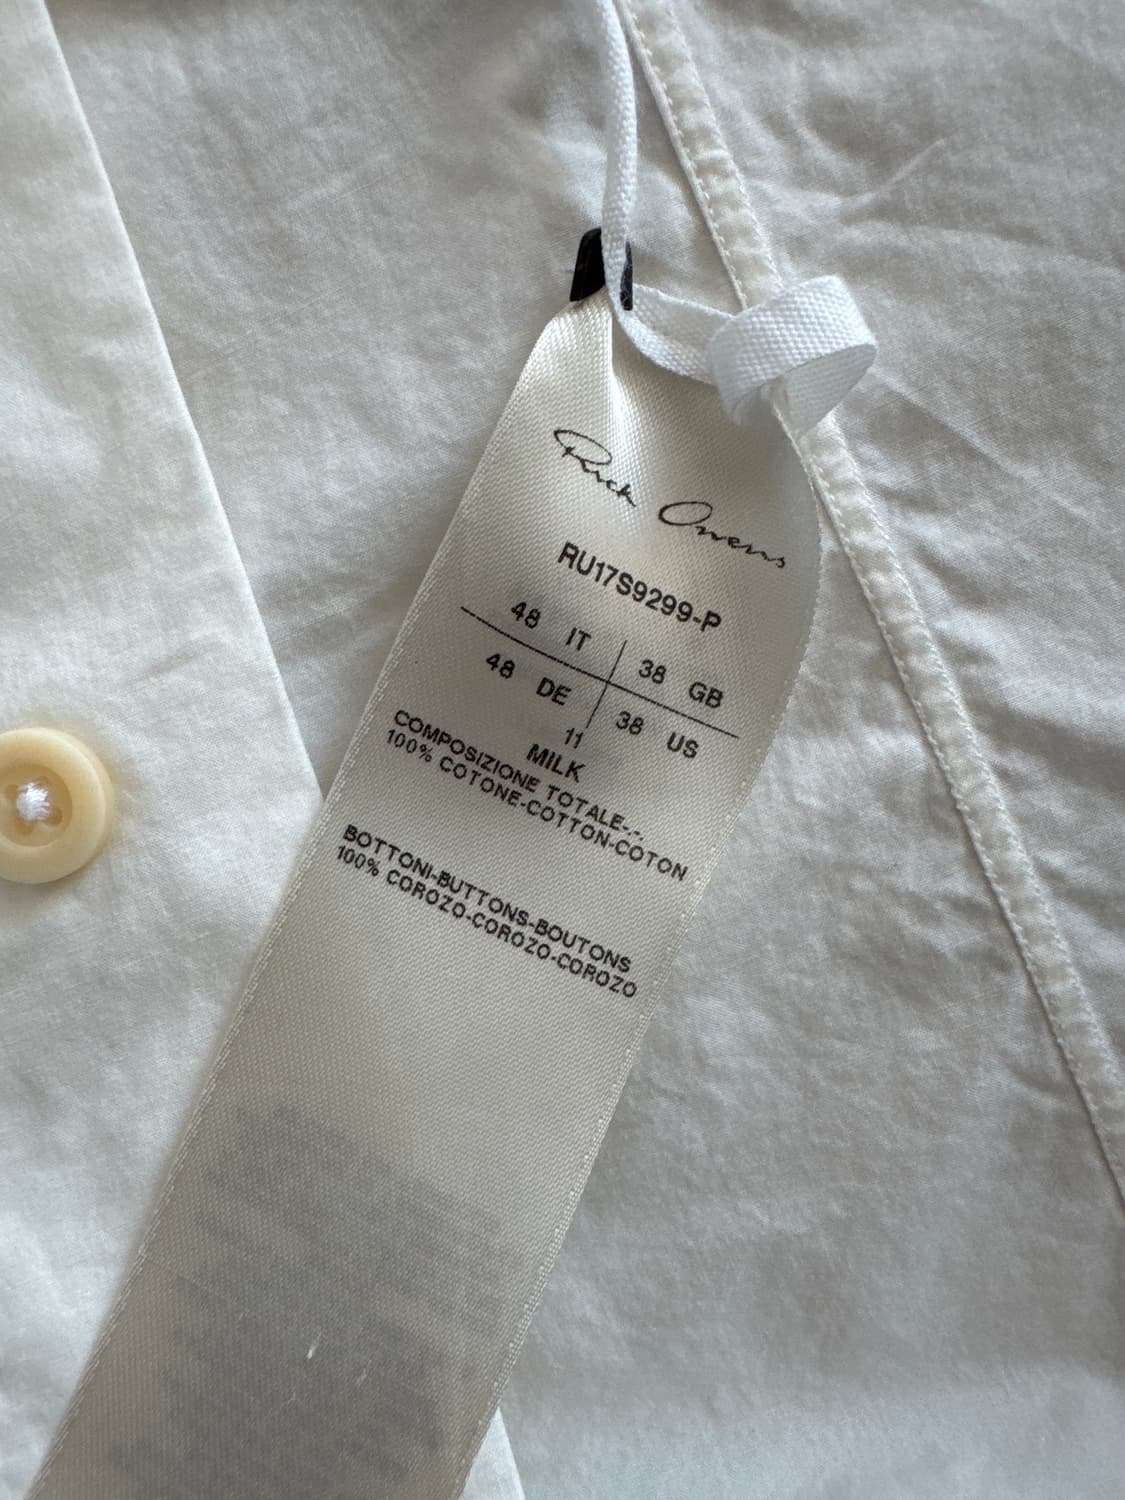 Rick Owens
RU17S9299-P
48 IT 38 GB
48 DE 38 US
11
MILK
COMPOSIZIONE TOTALE-.-.
100% COTONE-COTTON-COTON
BOTTONI-BUTTONS-BOUTONS
100% COROZO-COROZO-COROZO